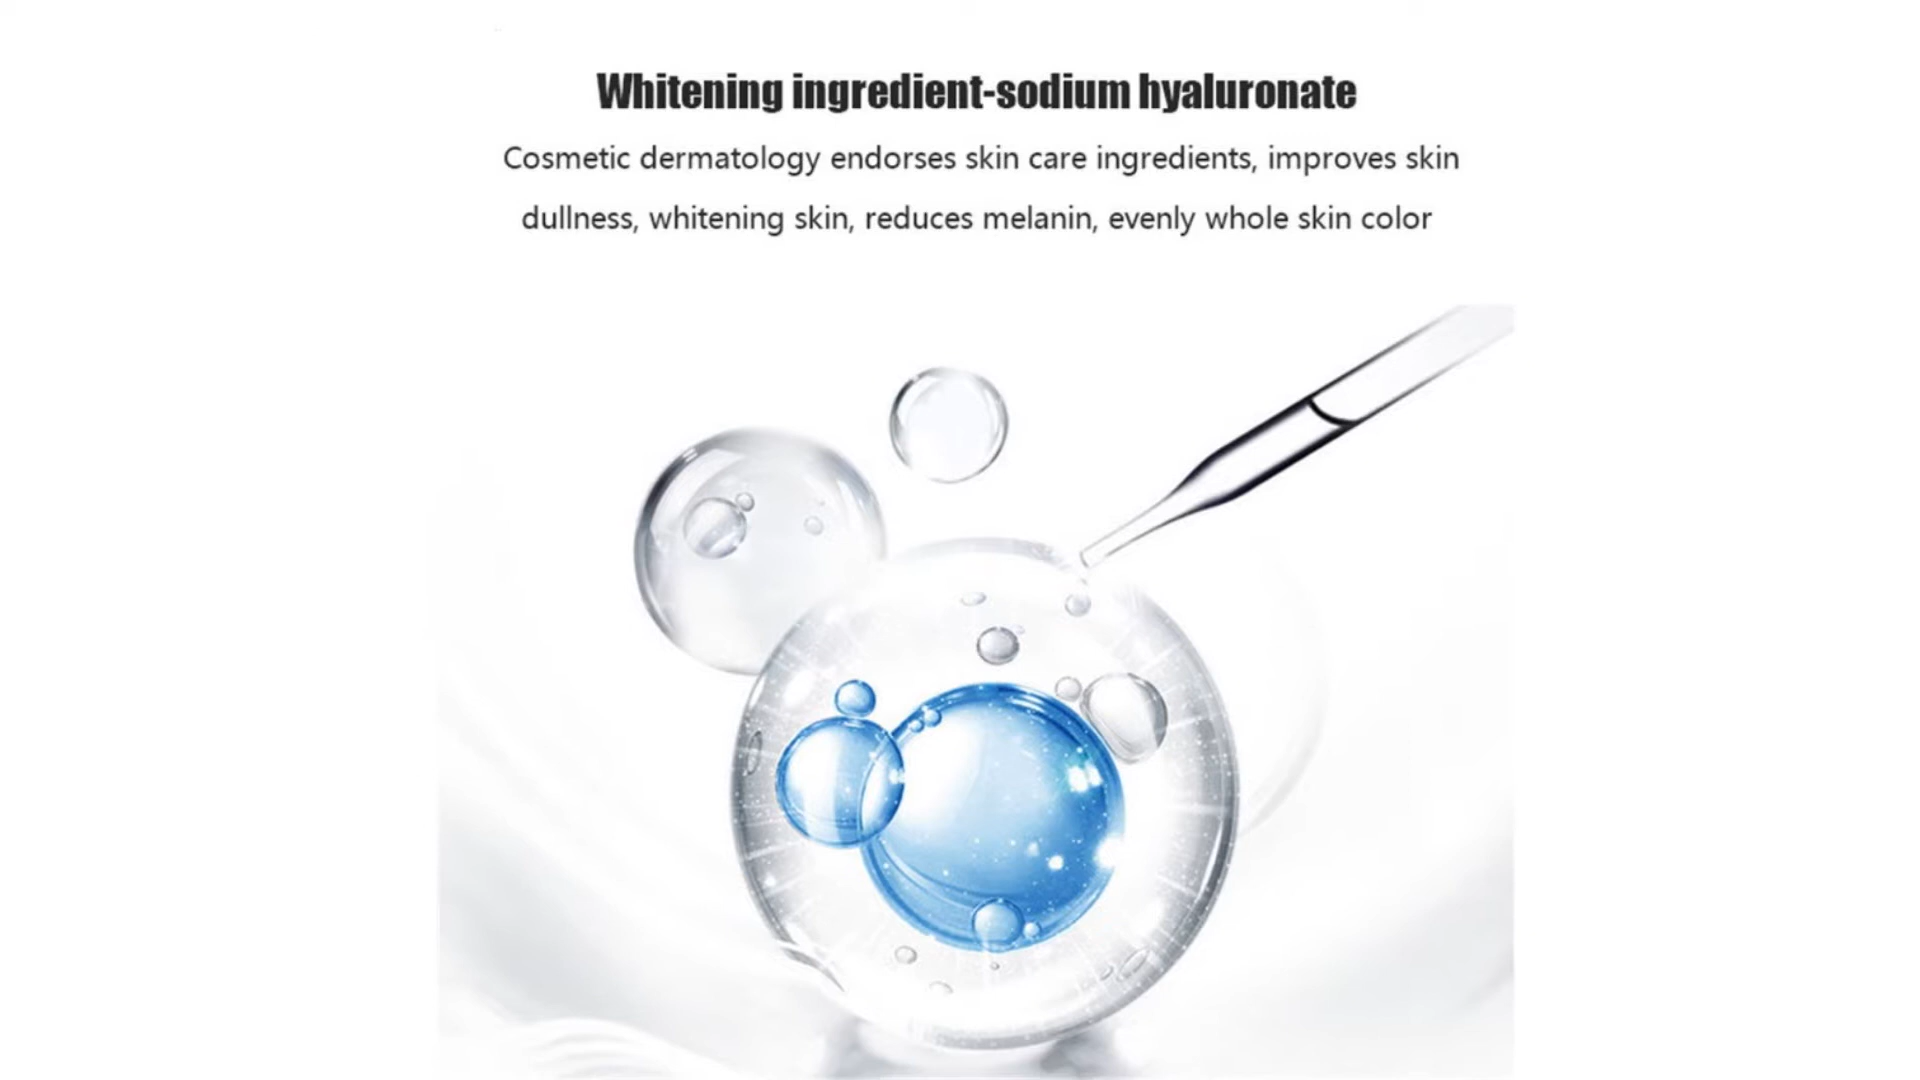 Whitening ingredient-sodium hyaluronate
Cosmetic dermatology endorses skin care ingredients, improves skin
dullness, whitening skin, reduces melanin, evenly whole skin color